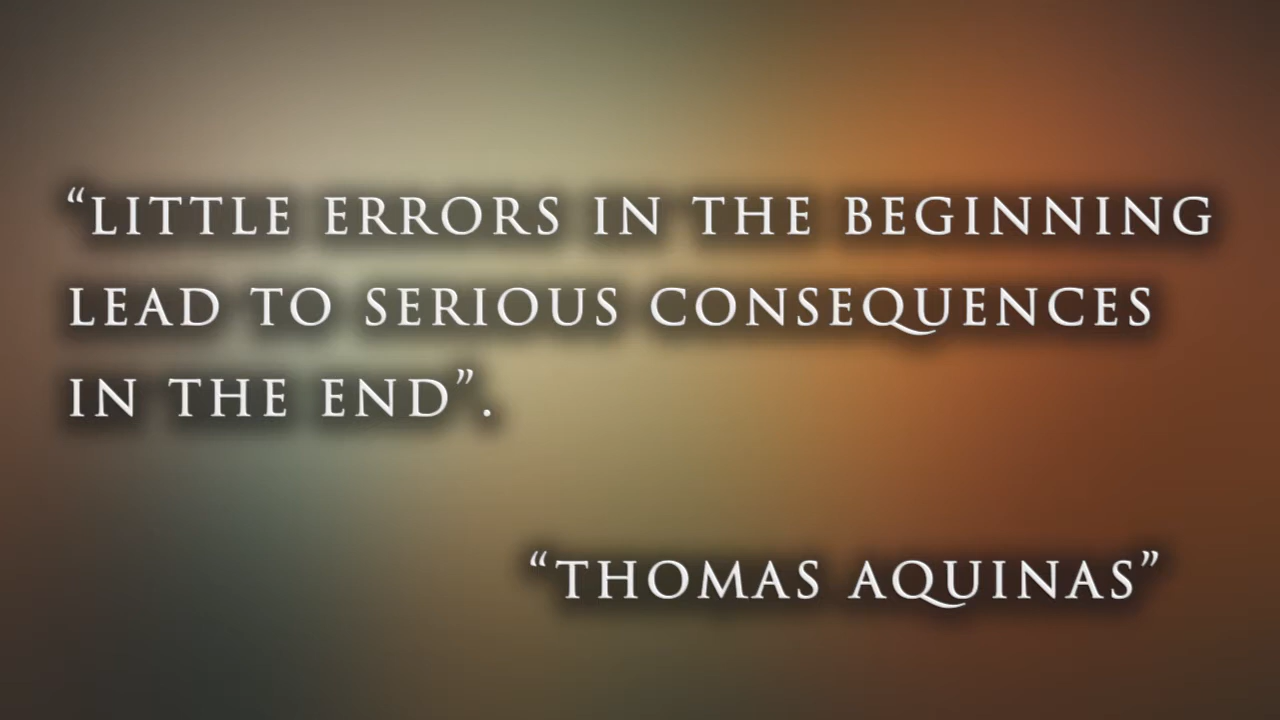 “LITTLE ERRORS IN THE BEGINNING
LEAD TO SERIOUS CONSEQUENCES
IN THE END”.
“THOMAS AQUINAS”